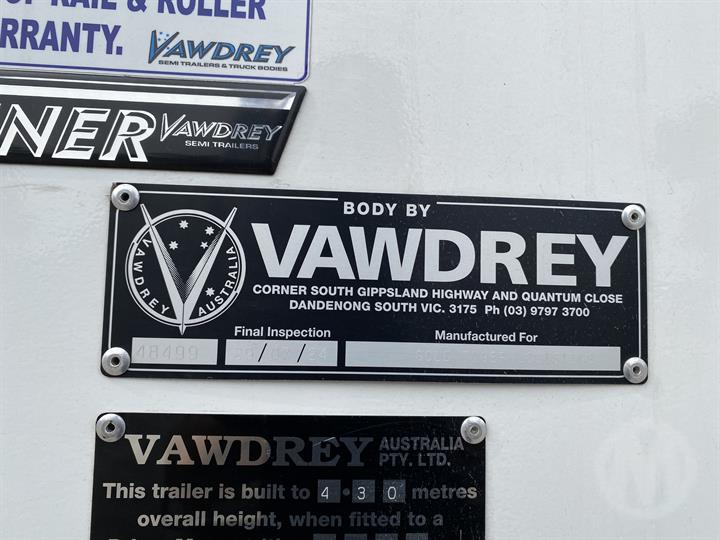 RAIL & ROLLER
RRANTY. VAWDREY
SEMI TRAILERS & TRUCK BODIES
NER VAWDREY
SEMI TRAILERS
BODY BY
VAWDREY
VAWDREY AUSTRALIA
CORNER SOUTH GIPPSLAND HIGHWAY AND QUANTUM CLOSE
DANDENONG SOUTH VIC. 3175 Ph (03) 9797 3700
Final Inspection Manufactured For
48499
VAWDREY AUSTRALIA
PTY. LTD.
This trailer is built to 4.30 metres
overall height, when fitted to a